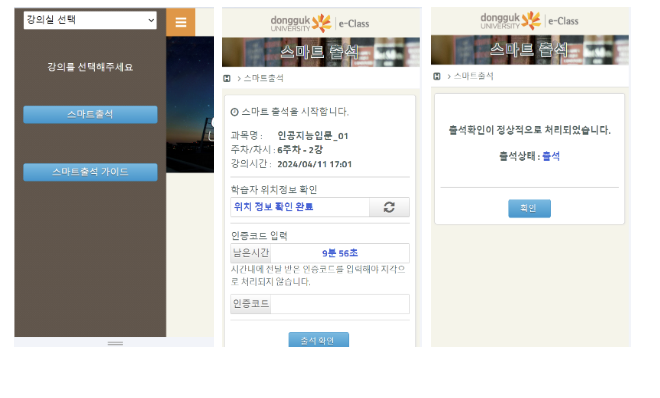 강의실 선택
강의를 선택해주세요
스마트출석
스마트출석 가이드
dongguk
UNIVERSITY
e-Class
스마트 출석
> 스마트출석
스마트 출석을 시작합니다.
과목명 : 인공지능입문_01
주차/차시 : 6주차 - 2강
강의시간 : 2024/04/11 17:01
학습자 위치정보 확인
위치 정보 확인 완료
인증코드 입력
남은시간 9분 56초
시간내에 전달 받은 인증코드를 입력해야 지각으
로 처리되지 않습니다.
인증코드
출석 확인
dongguk
UNIVERSITY
e-Class
스마트 출석
> 스마트출석
출석확인이 정상적으로 처리되었습니다.
출석상태 : 출석
확인